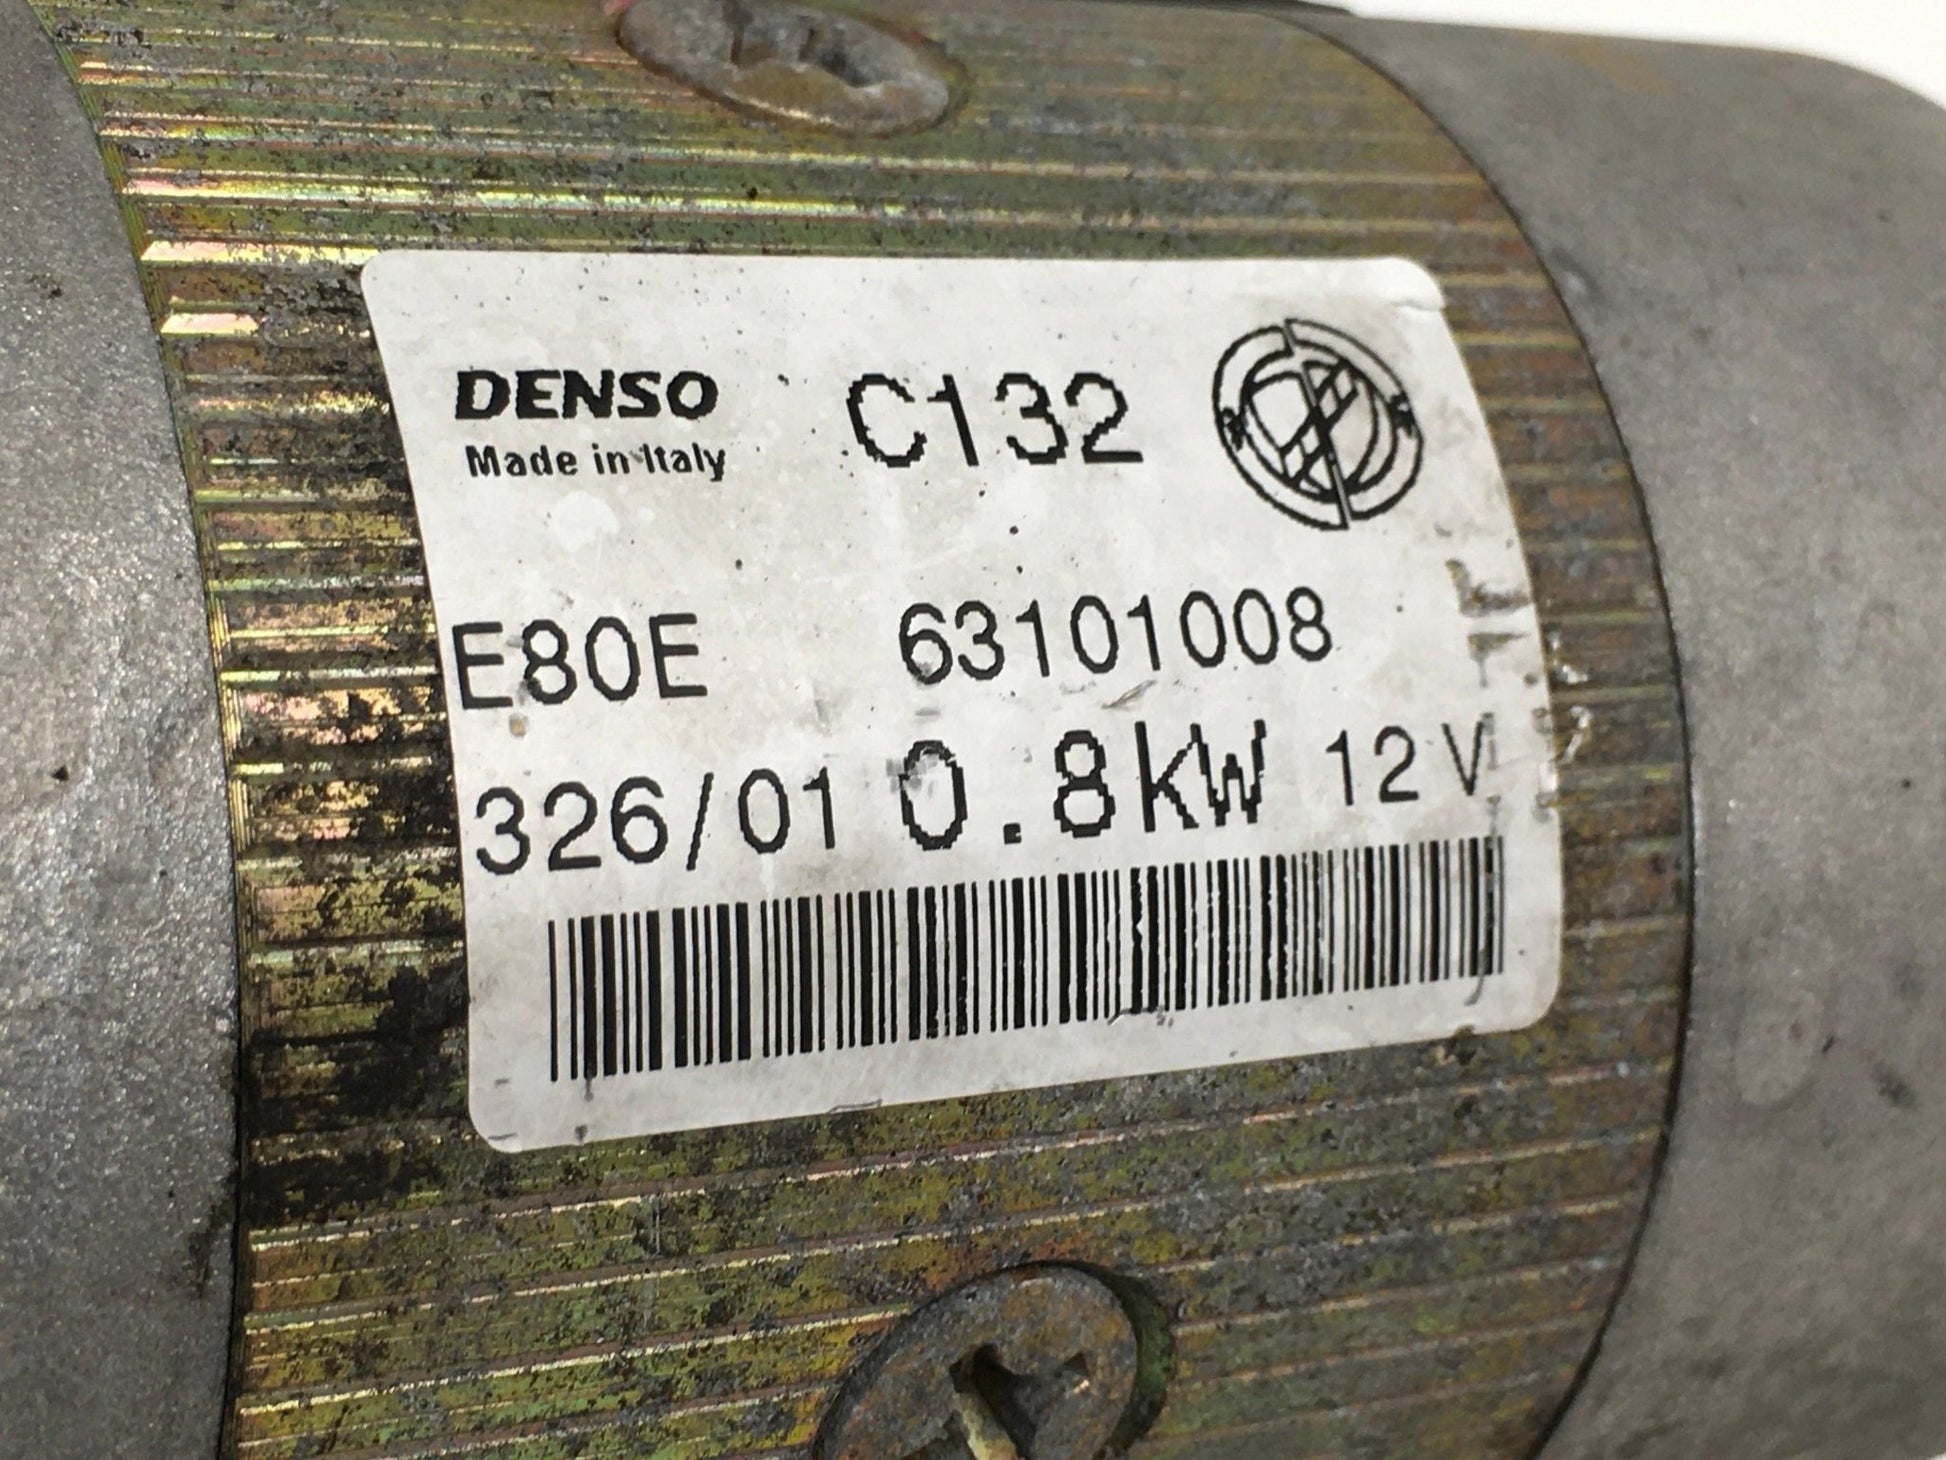 DENSO C132
Made in Italy
E80E 63101008
326/01 0.8kW 12V